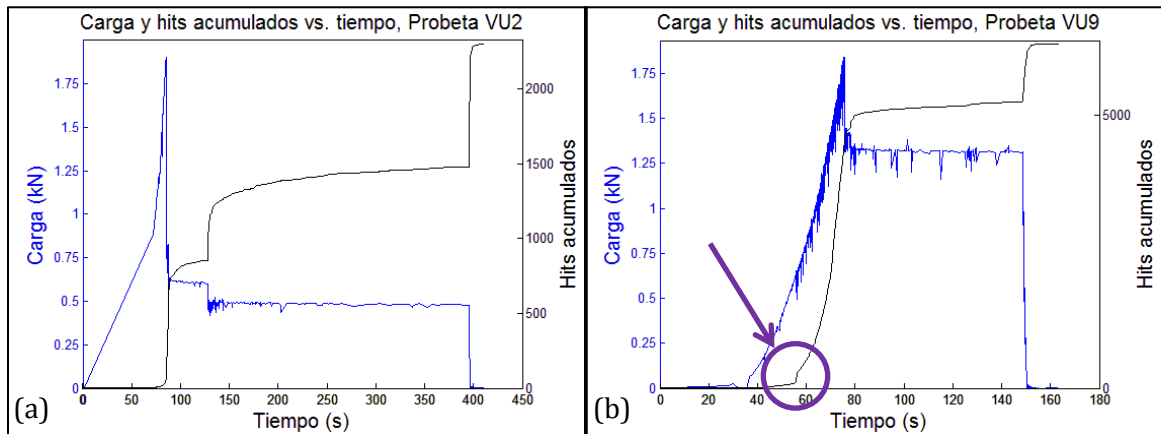 Carga y hits acumulados vs. tiempo, Probeta VU2
Carga (kN)
1.75
1.5
1.25
1
0.75
0.5
0.25
0
2000
1500
1000
500
0
Hits acumulados
0 50 100 150 200 250 300 350 400 450
Tiempo (s)
(a)
Carga y hits acumulados vs. tiempo, Probeta VU9
Carga (kN)
1.75
1.5
1.25
1
0.75
0.5
0.25
0
5000
0
Hits acumulados
0 20 40 60 80 100 120 140 160 180
Tiempo (s)
(b)